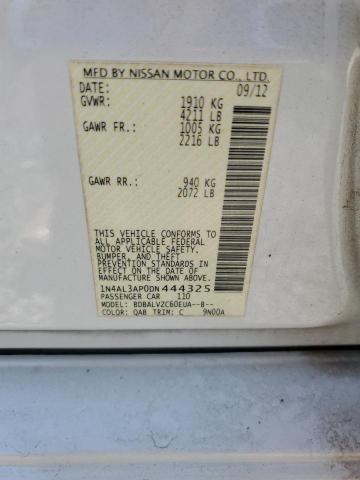 MFD BY NISSAN MOTOR CO., LTD.
DATE: 09/12
GVWR: 1910 KG
4211 LB
GAWR FR.: 1005 KG
2216 LB
GAWR RR.: 940 KG
2072 LB
THIS VEHICLE CONFORMS TO ALL
APPLICABLE FEDERAL
MOTOR VEHICLE SAFETY,
BUMPER, AND THEFT
PREVENTION STANDARDS
IN EFFECT ON THE DATE OF
MANUFACTURE SHOWN ABOVE.
1N4AL3AP0DN 444325
PASSENGER CAR 110
MODEL: BDBALVZC60EUA--B--
COLOR: QAB TRIM: C 9N00A